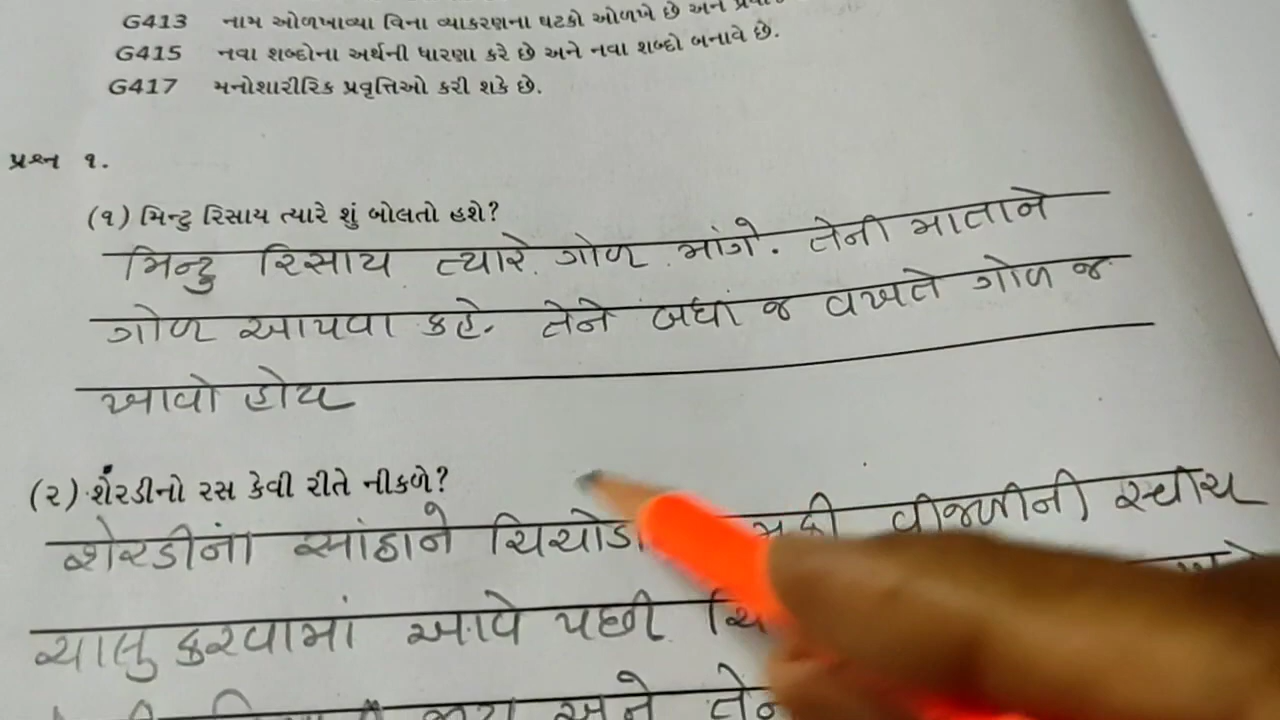 G413 નામ ઓળખાવ્યા વિના વ્યાકરણના ઘટકો ઓળખે છે અને
G415 નવા શબ્દોના અર્થની ધારણા કરે છે અને નવા શબ્દો બનાવે છે.
G417 મનોશારીરિક પ્રવૃત્તિઓ કરી શકે છે.
પ્રશ્ન ૧.
(૧) મિન્ટુ રિસાય ત્યારે શું બોલતો હશે?
મિન્ટુ રિસાય ત્યારે ગોળ માંગે. તેની માતાને
ગોળ આપવા કહે. તેને બધાં જ વખતે ગોળ જ
ખાવો હોય
(૨) શેરડીનો રસ કેવી રીતે નીકળે?
શેરડીનાં સાંઠાને વીજળીની સ્વીચ
ચાલુ કરવામાં આવે પછી
અને